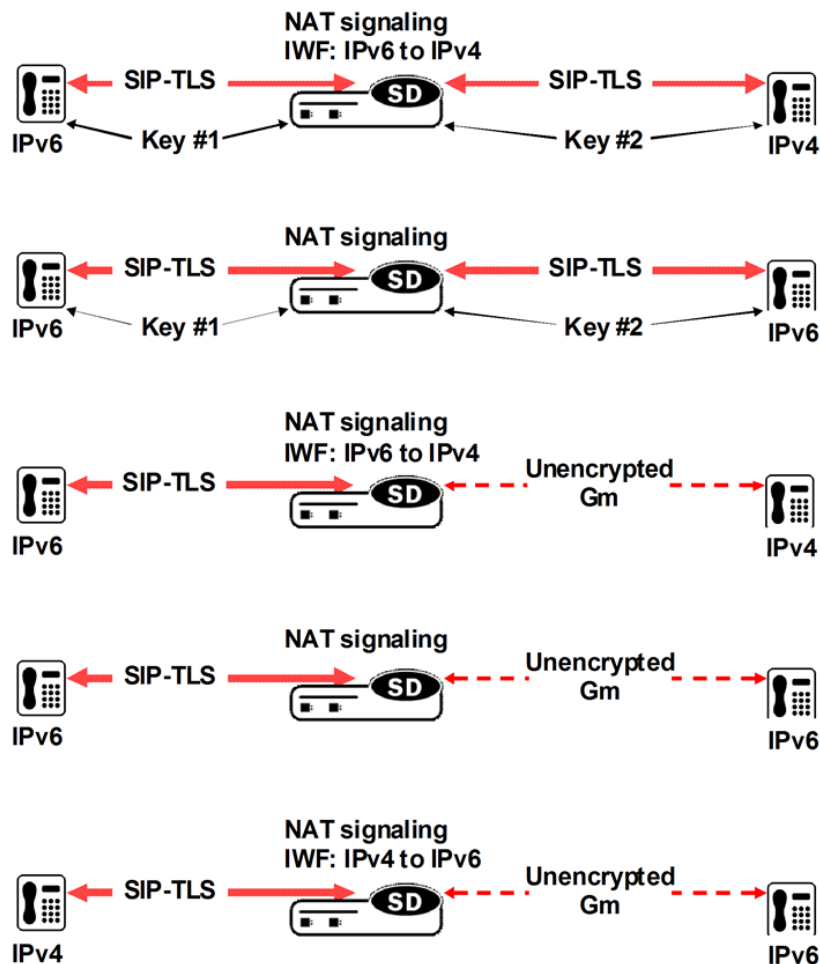 NAT signaling
IWF: IPv6 to IPv4
SIP-TLS
SD
SIP-TLS
IPv6
Key #1
Key #2
IPv4
NAT signaling
SIP-TLS
SD
SIP-TLS
IPv6
Key #1
Key #2
IPv6
NAT signaling
IWF: IPv6 to IPv4
SIP-TLS
SD
Unencrypted
Gm
IPv6
IPv4
NAT signaling
SIP-TLS
SD
Unencrypted
Gm
IPv6
IPv6
NAT signaling
IWF: IPv4 to IPv6
SIP-TLS
SD
Unencrypted
Gm
IPv4
IPv6